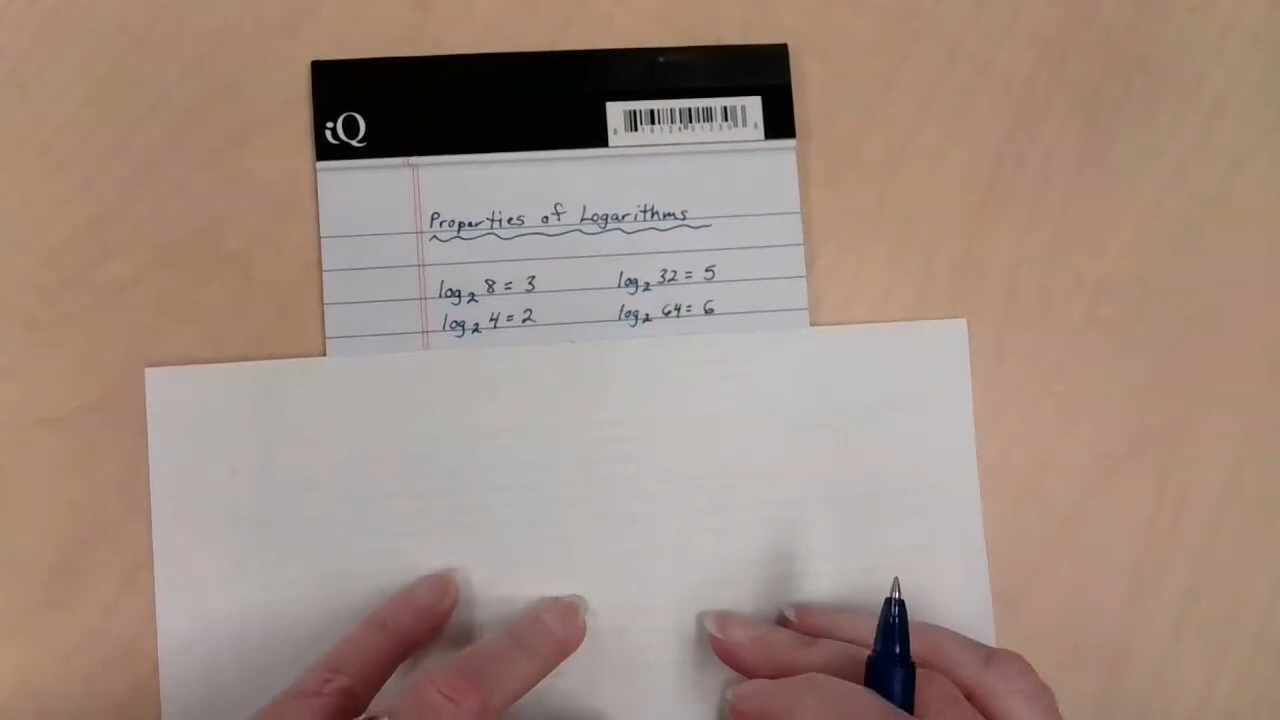 iQ
Properties of Logarithms
log₂ 8 = 3 log₂ 32 = 5
log₂ 4 = 2 log₂ 64 = 6